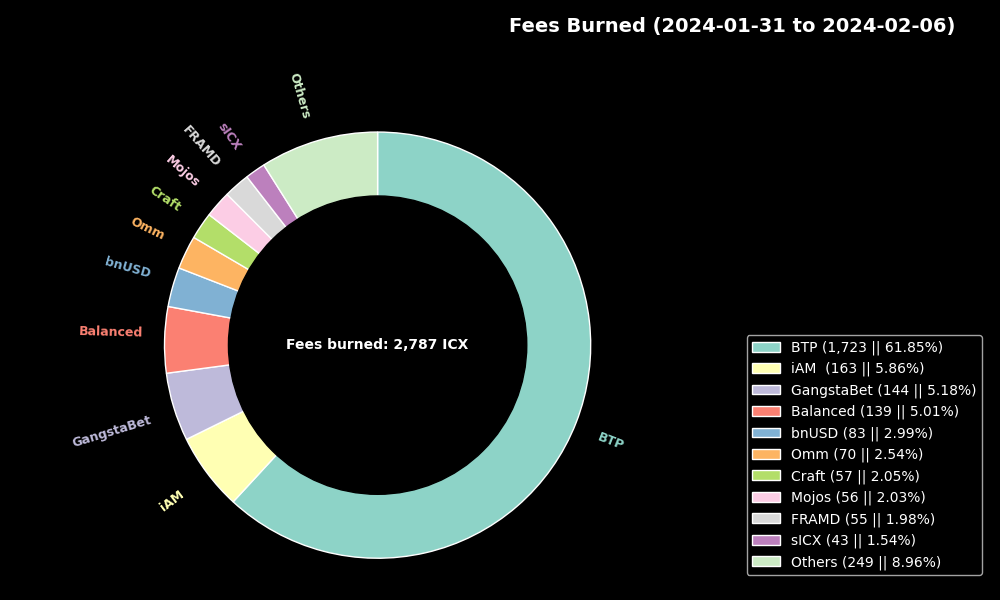 Fees Burned (2024-01-31 to 2024-02-06)
Others
sICX
FRAMD
Mojos
Craft
Omm
bnUSD
Balanced
GangstaBet
iAM
BTP
Fees burned: 2,787 ICX
BTP (1,723 || 61.85%)
iAM  (163 || 5.86%)
GangstaBet (144 || 5.18%)
Balanced (139 || 5.01%)
bnUSD (83 || 2.99%)
Omm (70 || 2.54%)
Craft (57 || 2.05%)
Mojos (56 || 2.03%)
FRAMD (55 || 1.98%)
sICX (43 || 1.54%)
Others (249 || 8.96%)